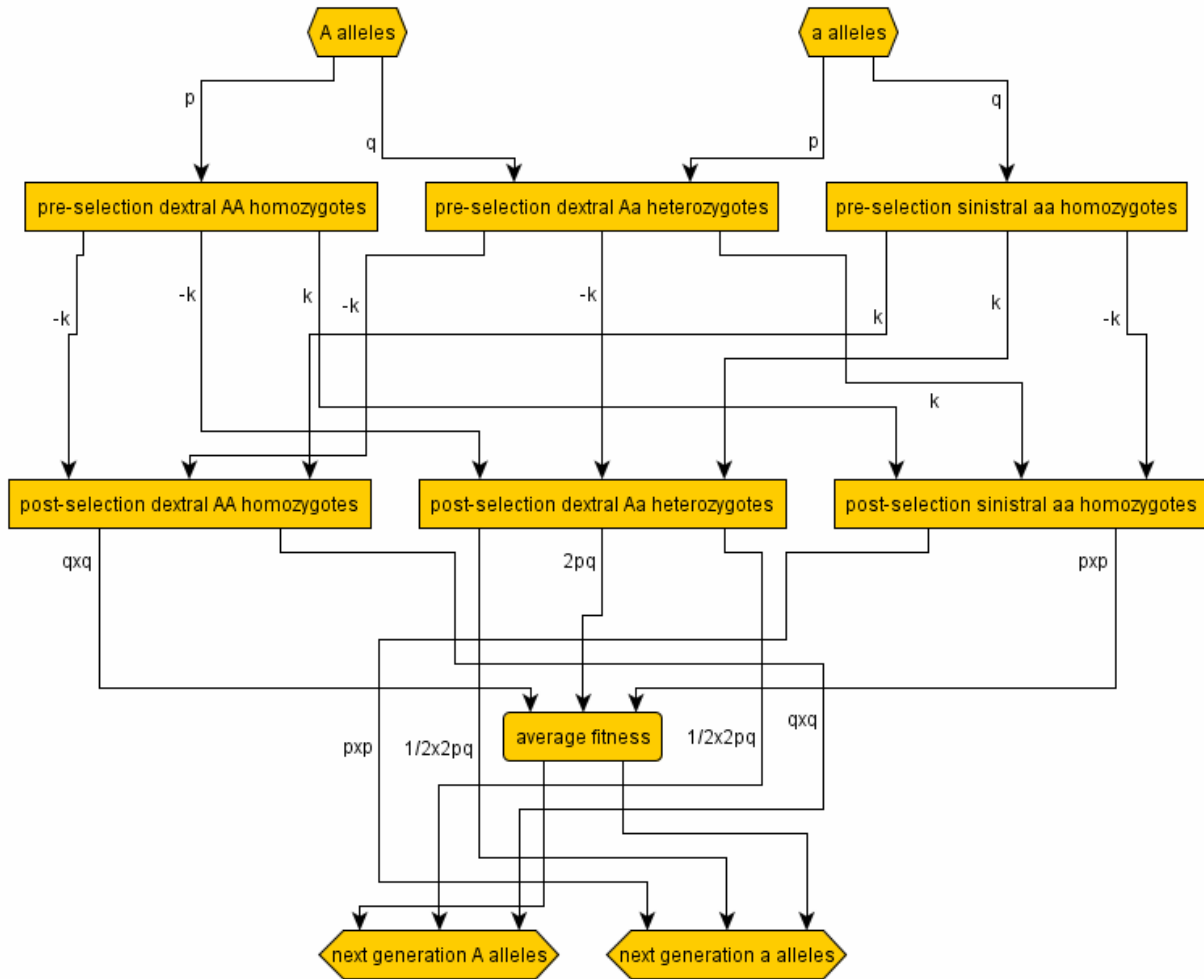 A alleles
a alleles
p
q
q
p
pre-selection dextral AA homozygotes
pre-selection dextral Aa heterozygotes
pre-selection sinistral aa homozygotes
-k
-k
k
-k
-k
k
k
-k
k
post-selection dextral AA homozygotes
post-selection dextral Aa heterozygotes
post-selection sinistral aa homozygotes
qxq
2pq
pxp
average fitness
pxp
1/2x2pq
1/2x2pq
qxq
next generation A alleles
next generation a alleles